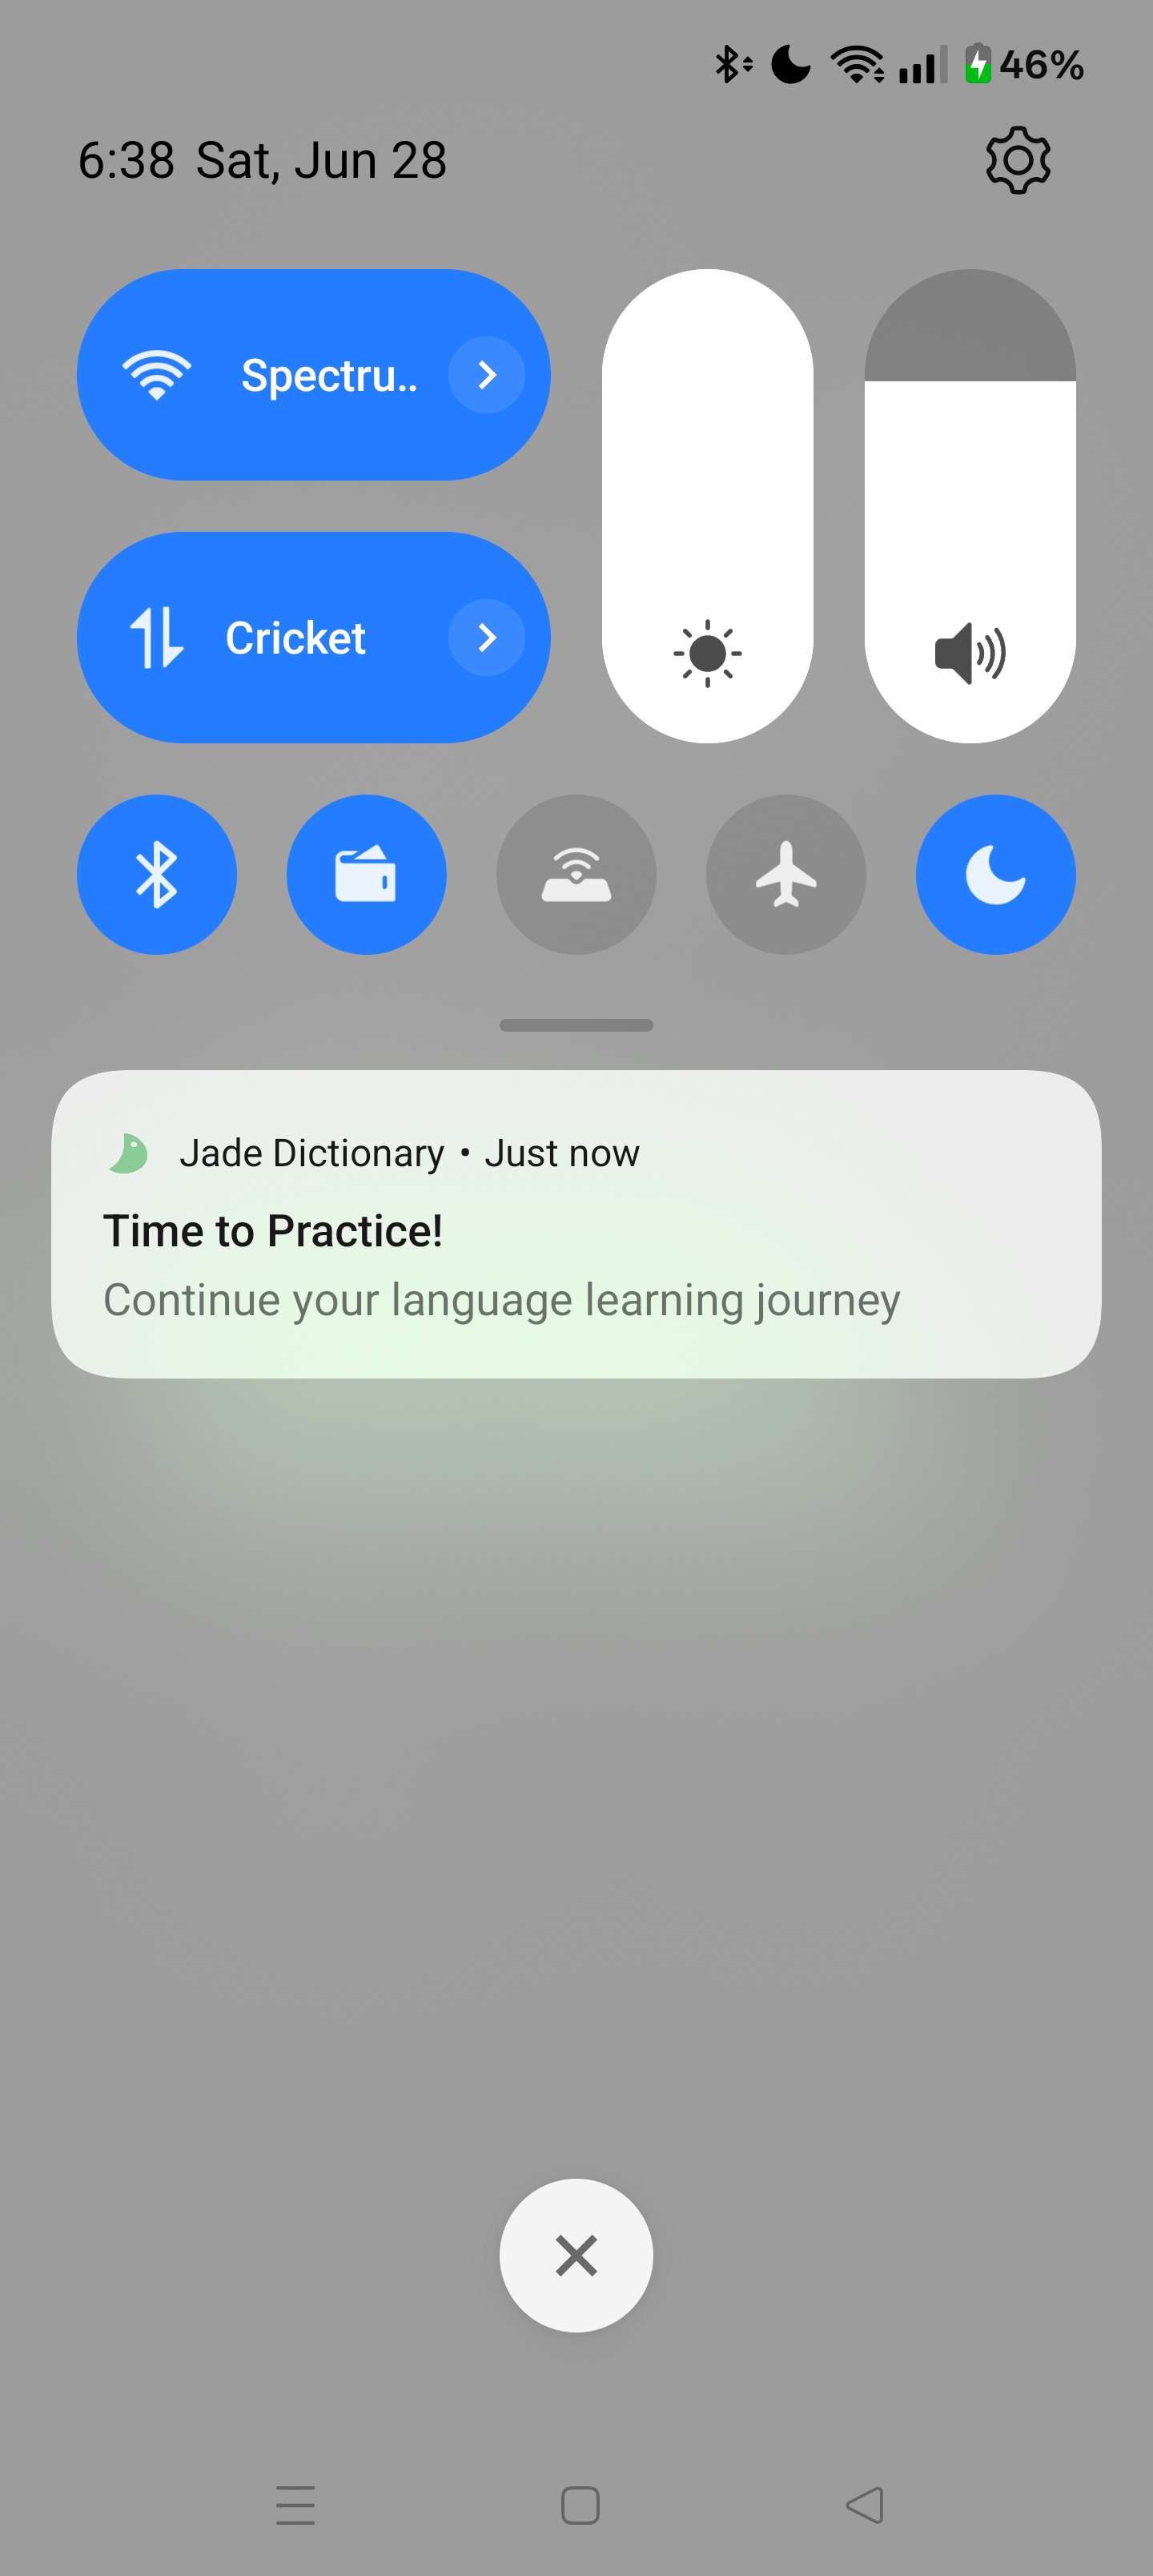 46%
6:38 Sat, Jun 28
Spectru..
Cricket
Jade Dictionary • Just now
Time to Practice!
Continue your language learning journey